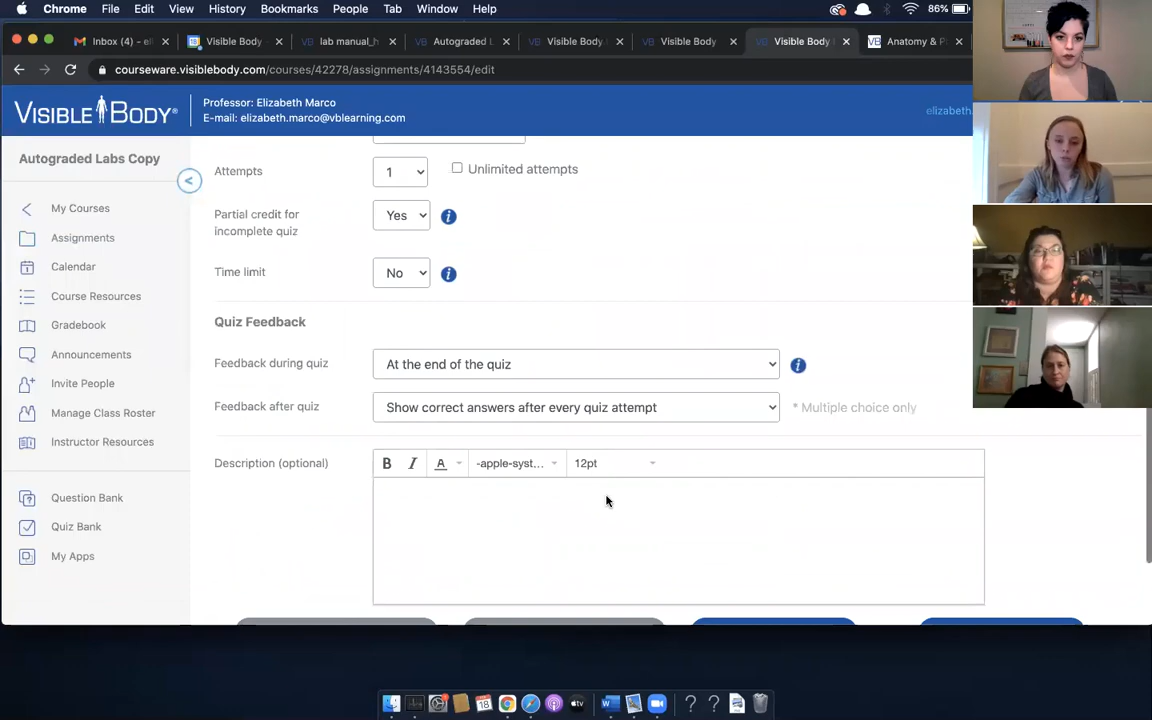 Chrome File Edit View History Bookmarks People Tab Window Help
86%
Inbox (4) - el
Visible Body
lab manual_h
Autograded L
Visible Body
Visible Body
Visible Body
Anatomy & P
courseware.visiblebody.com/courses/42278/assignments/4143554/edit
VISIBLE BODY®
Professor: Elizabeth Marco
E-mail: elizabeth.marco@vblearning.com
elizabeth.
Autograded Labs Copy
<
My Courses
Assignments
Calendar
Course Resources
Gradebook
Announcements
Invite People
Manage Class Roster
Instructor Resources
Question Bank
Quiz Bank
My Apps
Attempts
1
Unlimited attempts
Partial credit for
incomplete quiz
Yes
Time limit
No
Quiz Feedback
Feedback during quiz
At the end of the quiz
Feedback after quiz
Show correct answers after every quiz attempt
* Multiple choice only
Description (optional)
B I A -apple-syst... 12pt